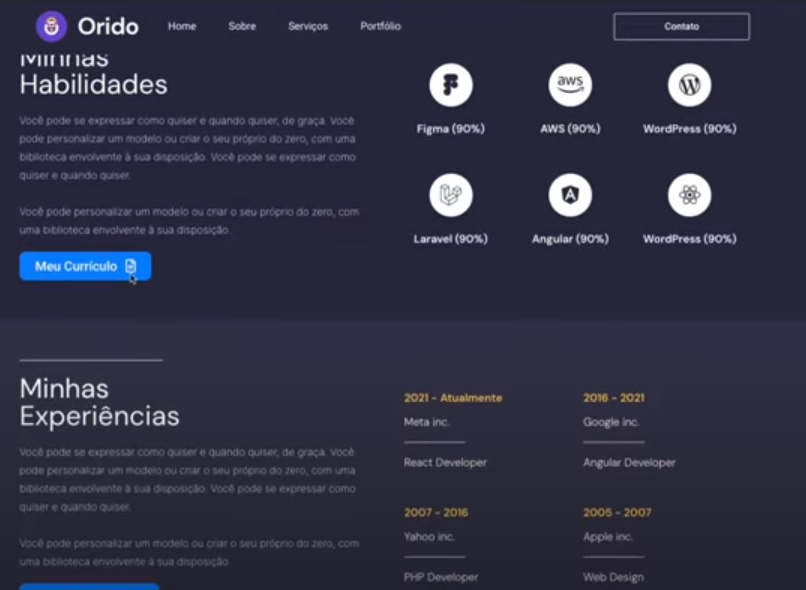 Orido
Home
Sobre
Serviços
Portfólio
Contato
Minhas
Habilidades
Você pode se expressar como quiser e quando quiser, de graça. Você
pode personalizar um modelo ou criar o seu próprio do zero, com uma
biblioteca envolvente à sua disposição. Você pode se expressar como
quiser e quando quiser.
Você pode personalizar um modelo ou criar o seu próprio do zero, com
uma biblioteca envolvente à sua disposição.
Meu Currículo
Figma (90%)
aws
AWS (90%)
WordPress (90%)
Laravel (90%)
Angular (90%)
WordPress (90%)
Minhas
Experiências
Você pode se expressar como quiser e quando quiser, de graça. Você
pode personalizar um modelo ou criar o seu próprio do zero, com uma
biblioteca envolvente à sua disposição. Você pode se expressar como
quiser e quando quiser.
Você pode personalizar um modelo ou criar o seu próprio do zero, com
uma biblioteca envolvente à sua disposição
2021 - Atualmente
Meta inc.
React Developer
2016 - 2021
Google inc.
Angular Developer
2007 - 2016
Yahoo inc.
PHP Developer
2005 - 2007
Apple inc.
Web Design